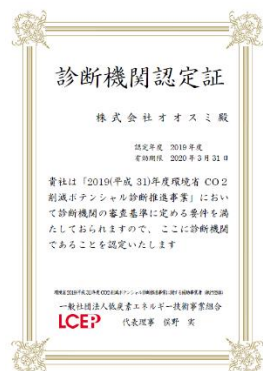 診断機関認定証
株式会社オオスミ殿
認定年度 2019年度
有効期限 2020年3月31日
貴社は「2019(平成 31)年度環境省 CO2
削減ポテンシャル診断推進事業」におい
て診断機関の審査基準に定める要件を満
たしておられますので、ここに診断機関
であることを認定いたします
一般社団法人低炭素エネルギー技術事業組合
LCEP
代表理事 俣野 実